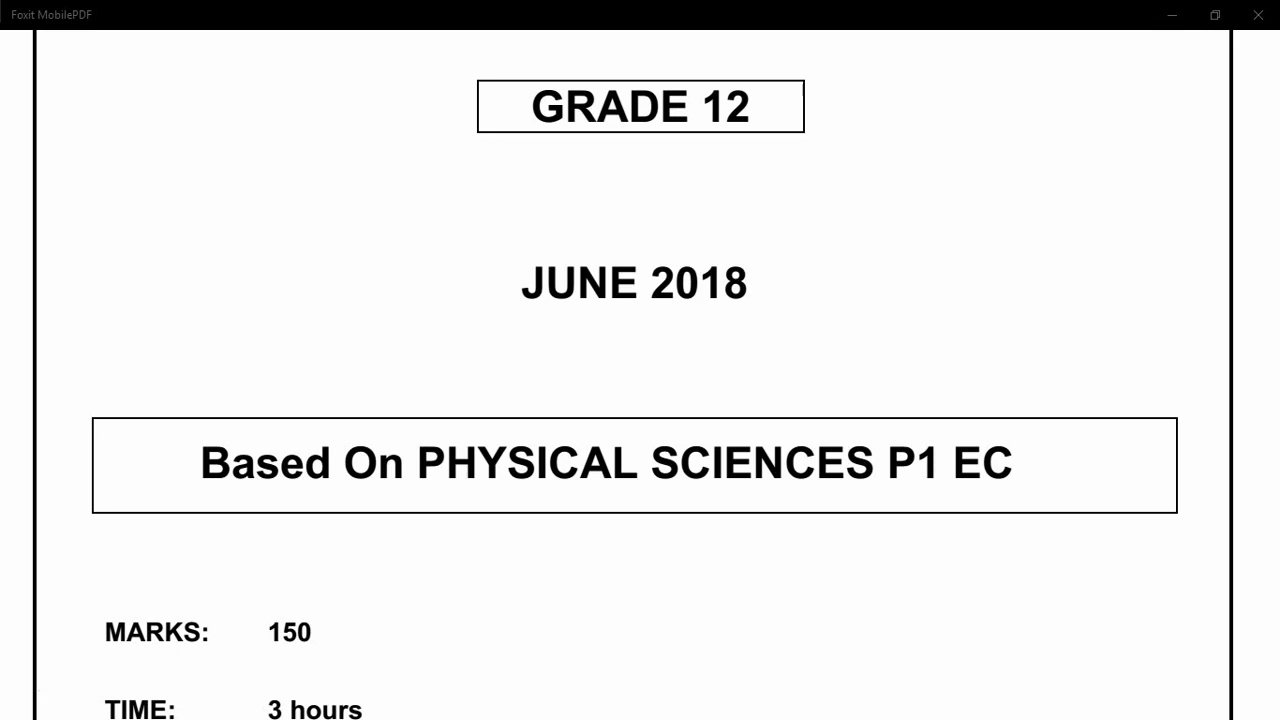 Foxit MobilePDF
GRADE 12
JUNE 2018
Based On PHYSICAL SCIENCES P1 EC
MARKS: 150
TIME: 3 hours